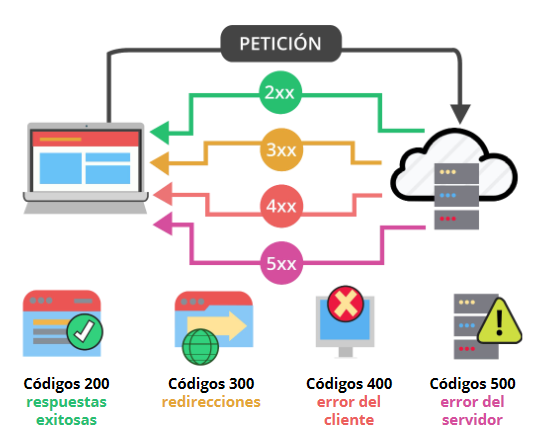 PETICIÓN
2xx
3xx
4xx
5xx
Códigos 200
respuestas
exitosas
Códigos 300
redirecciones
Códigos 400
error del
cliente
Códigos 500
error del
servidor